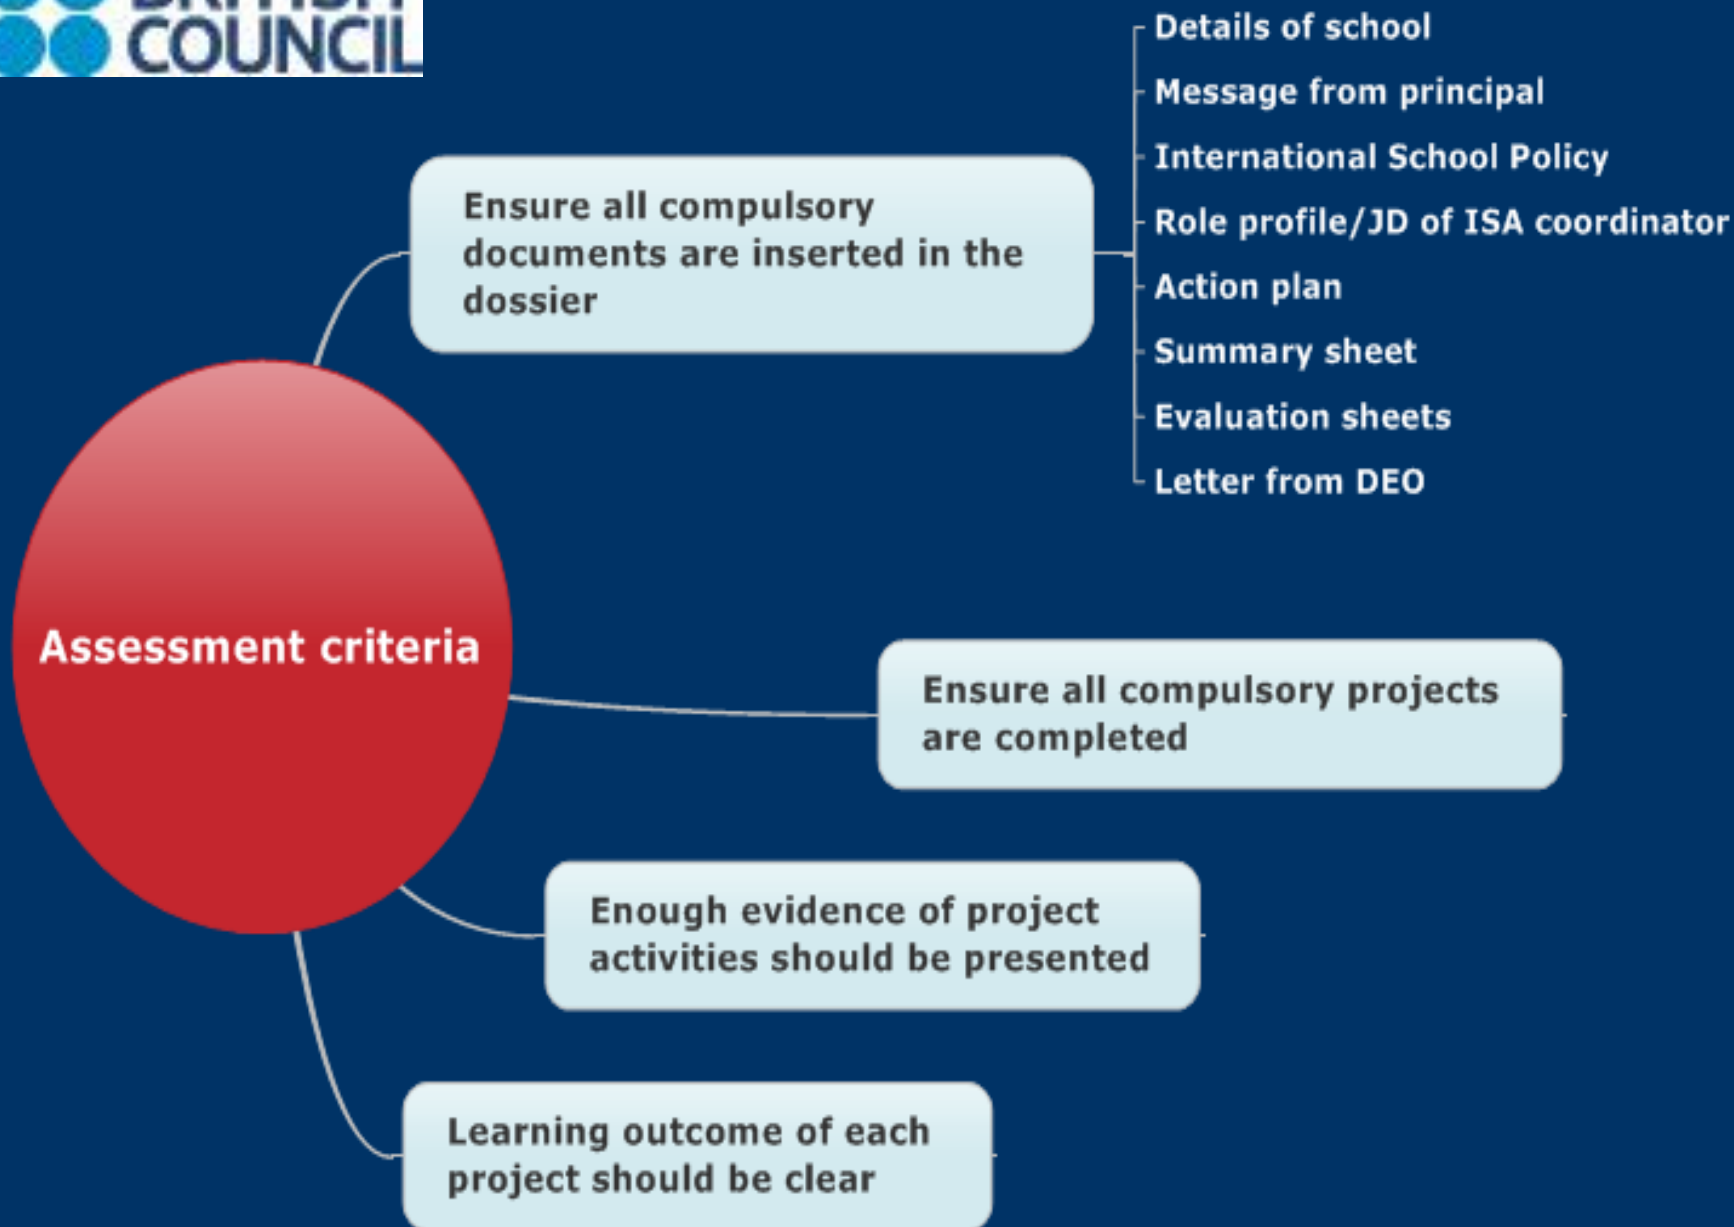 BRITISH
COUNCIL
Details of school
Message from principal
International School Policy
Role profile/JD of ISA coordinator
Action plan
Summary sheet
Evaluation sheets
Letter from DEO
Ensure all compulsory
documents are inserted in the
dossier
Assessment criteria
Ensure all compulsory projects
are completed
Enough evidence of project
activities should be presented
Learning outcome of each
project should be clear